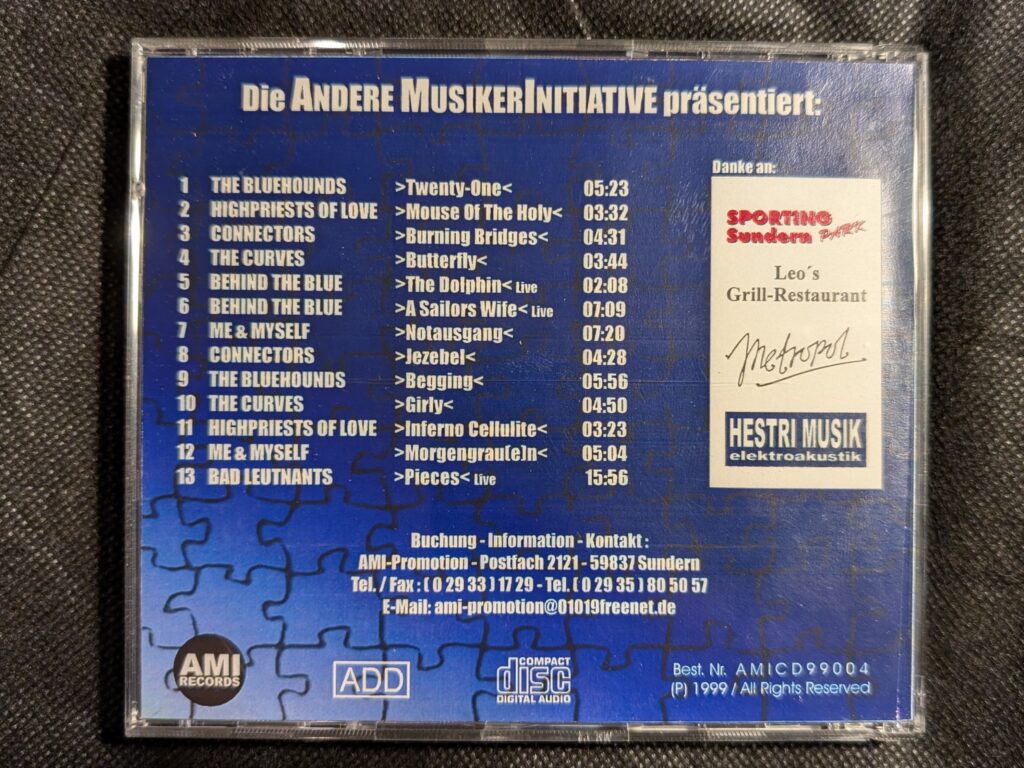 Die ANDERE MUSIKERINITIATIVE präsentiert:
1 THE BLUEHOUNDS >Twenty-One< 05:23
2 HIGHPRIESTS OF LOVE >Mouse Of The Holy< 03:32
3 CONNECTORS >Burning Bridges< 04:31
4 THE CURVES >Butterfly< 03:44
5 BEHIND THE BLUE >The Dolphin< Live 02:08
6 BEHIND THE BLUE >A Sailors Wife< Live 07:09
7 ME & MYSELF >Notausgang< 07:20
8 CONNECTORS >Jezebel< 04:28
9 THE BLUEHOUNDS >Begging< 05:56
10 THE CURVES >Girly< 04:50
11 HIGHPRIESTS OF LOVE >Inferno Cellulite< 03:23
12 ME & MYSELF >Morgengrau(e)n< 05:04
13 BAD LEUTNANTS >Pieces< Live 15:56
Danke an:
SPORTING
Sundern PARK
Leo´s
Grill-Restaurant
Metropol
HESTRI MUSIK
elektroakustik
Buchung - Information - Kontakt :
AMI-Promotion - Postfach 2121 - 59837 Sundern
Tel. / Fax : ( 0 29 33 ) 17 29 - Tel. ( 0 29 35 ) 80 50 57
E-Mail: ami-promotion@01019freenet.de
AMI
RECORDS
ADD
COMPACT
disc
DIGITAL AUDIO
Best. Nr. AMICD99004
(P) 1999 / All Rights Reserved